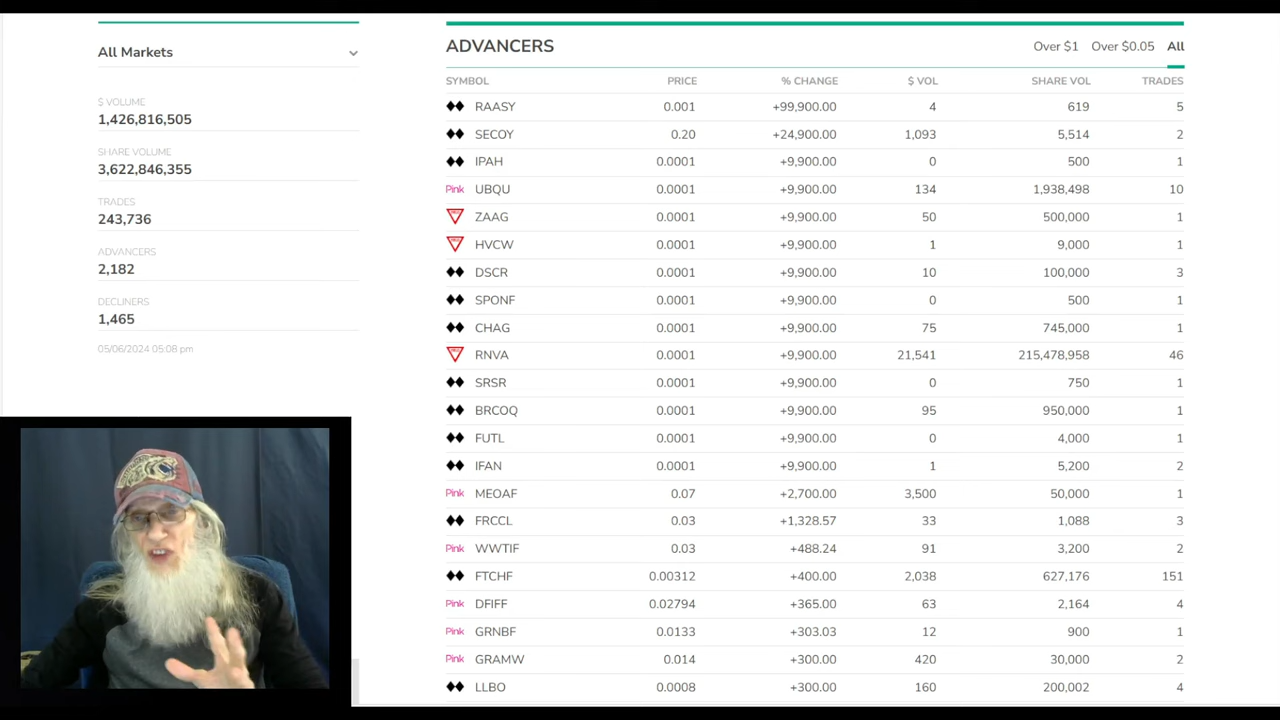 All Markets
$ VOLUME
1,426,816,505
SHARE VOLUME
3,622,846,355
TRADES
243,736
ADVANCERS
2,182
DECLINERS
1,465
05/06/2024 05:08 pm
ADVANCERS Over $1 Over $0.05 All
SYMBOL PRICE % CHANGE $ VOL SHARE VOL TRADES
RAASY 0.001 +99,900.00 4 619 5
SECOY 0.20 +24,900.00 1,093 5,514 2
IPAH 0.0001 +9,900.00 0 500 1
Pink UBQU 0.0001 +9,900.00 134 1,938,498 10
ZAAG 0.0001 +9,900.00 50 500,000 1
HVCW 0.0001 +9,900.00 1 9,000 1
DSCR 0.0001 +9,900.00 10 100,000 3
SPONF 0.0001 +9,900.00 0 500 1
CHAG 0.0001 +9,900.00 75 745,000 1
RNVA 0.0001 +9,900.00 21,541 215,478,958 46
SRSR 0.0001 +9,900.00 0 750 1
BRCOQ 0.0001 +9,900.00 95 950,000 1
FUTL 0.0001 +9,900.00 0 4,000 1
IFAN 0.0001 +9,900.00 1 5,200 2
Pink MEOAF 0.07 +2,700.00 3,500 50,000 1
FRCCL 0.03 +1,328.57 33 1,088 3
Pink WWTIF 0.03 +488.24 91 3,200 2
FTCHF 0.00312 +400.00 2,038 627,176 151
Pink DFIFF 0.02794 +365.00 63 2,164 4
Pink GRNBF 0.0133 +303.03 12 900 1
Pink GRAMW 0.014 +300.00 420 30,000 2
LLBO 0.0008 +300.00 160 200,002 4